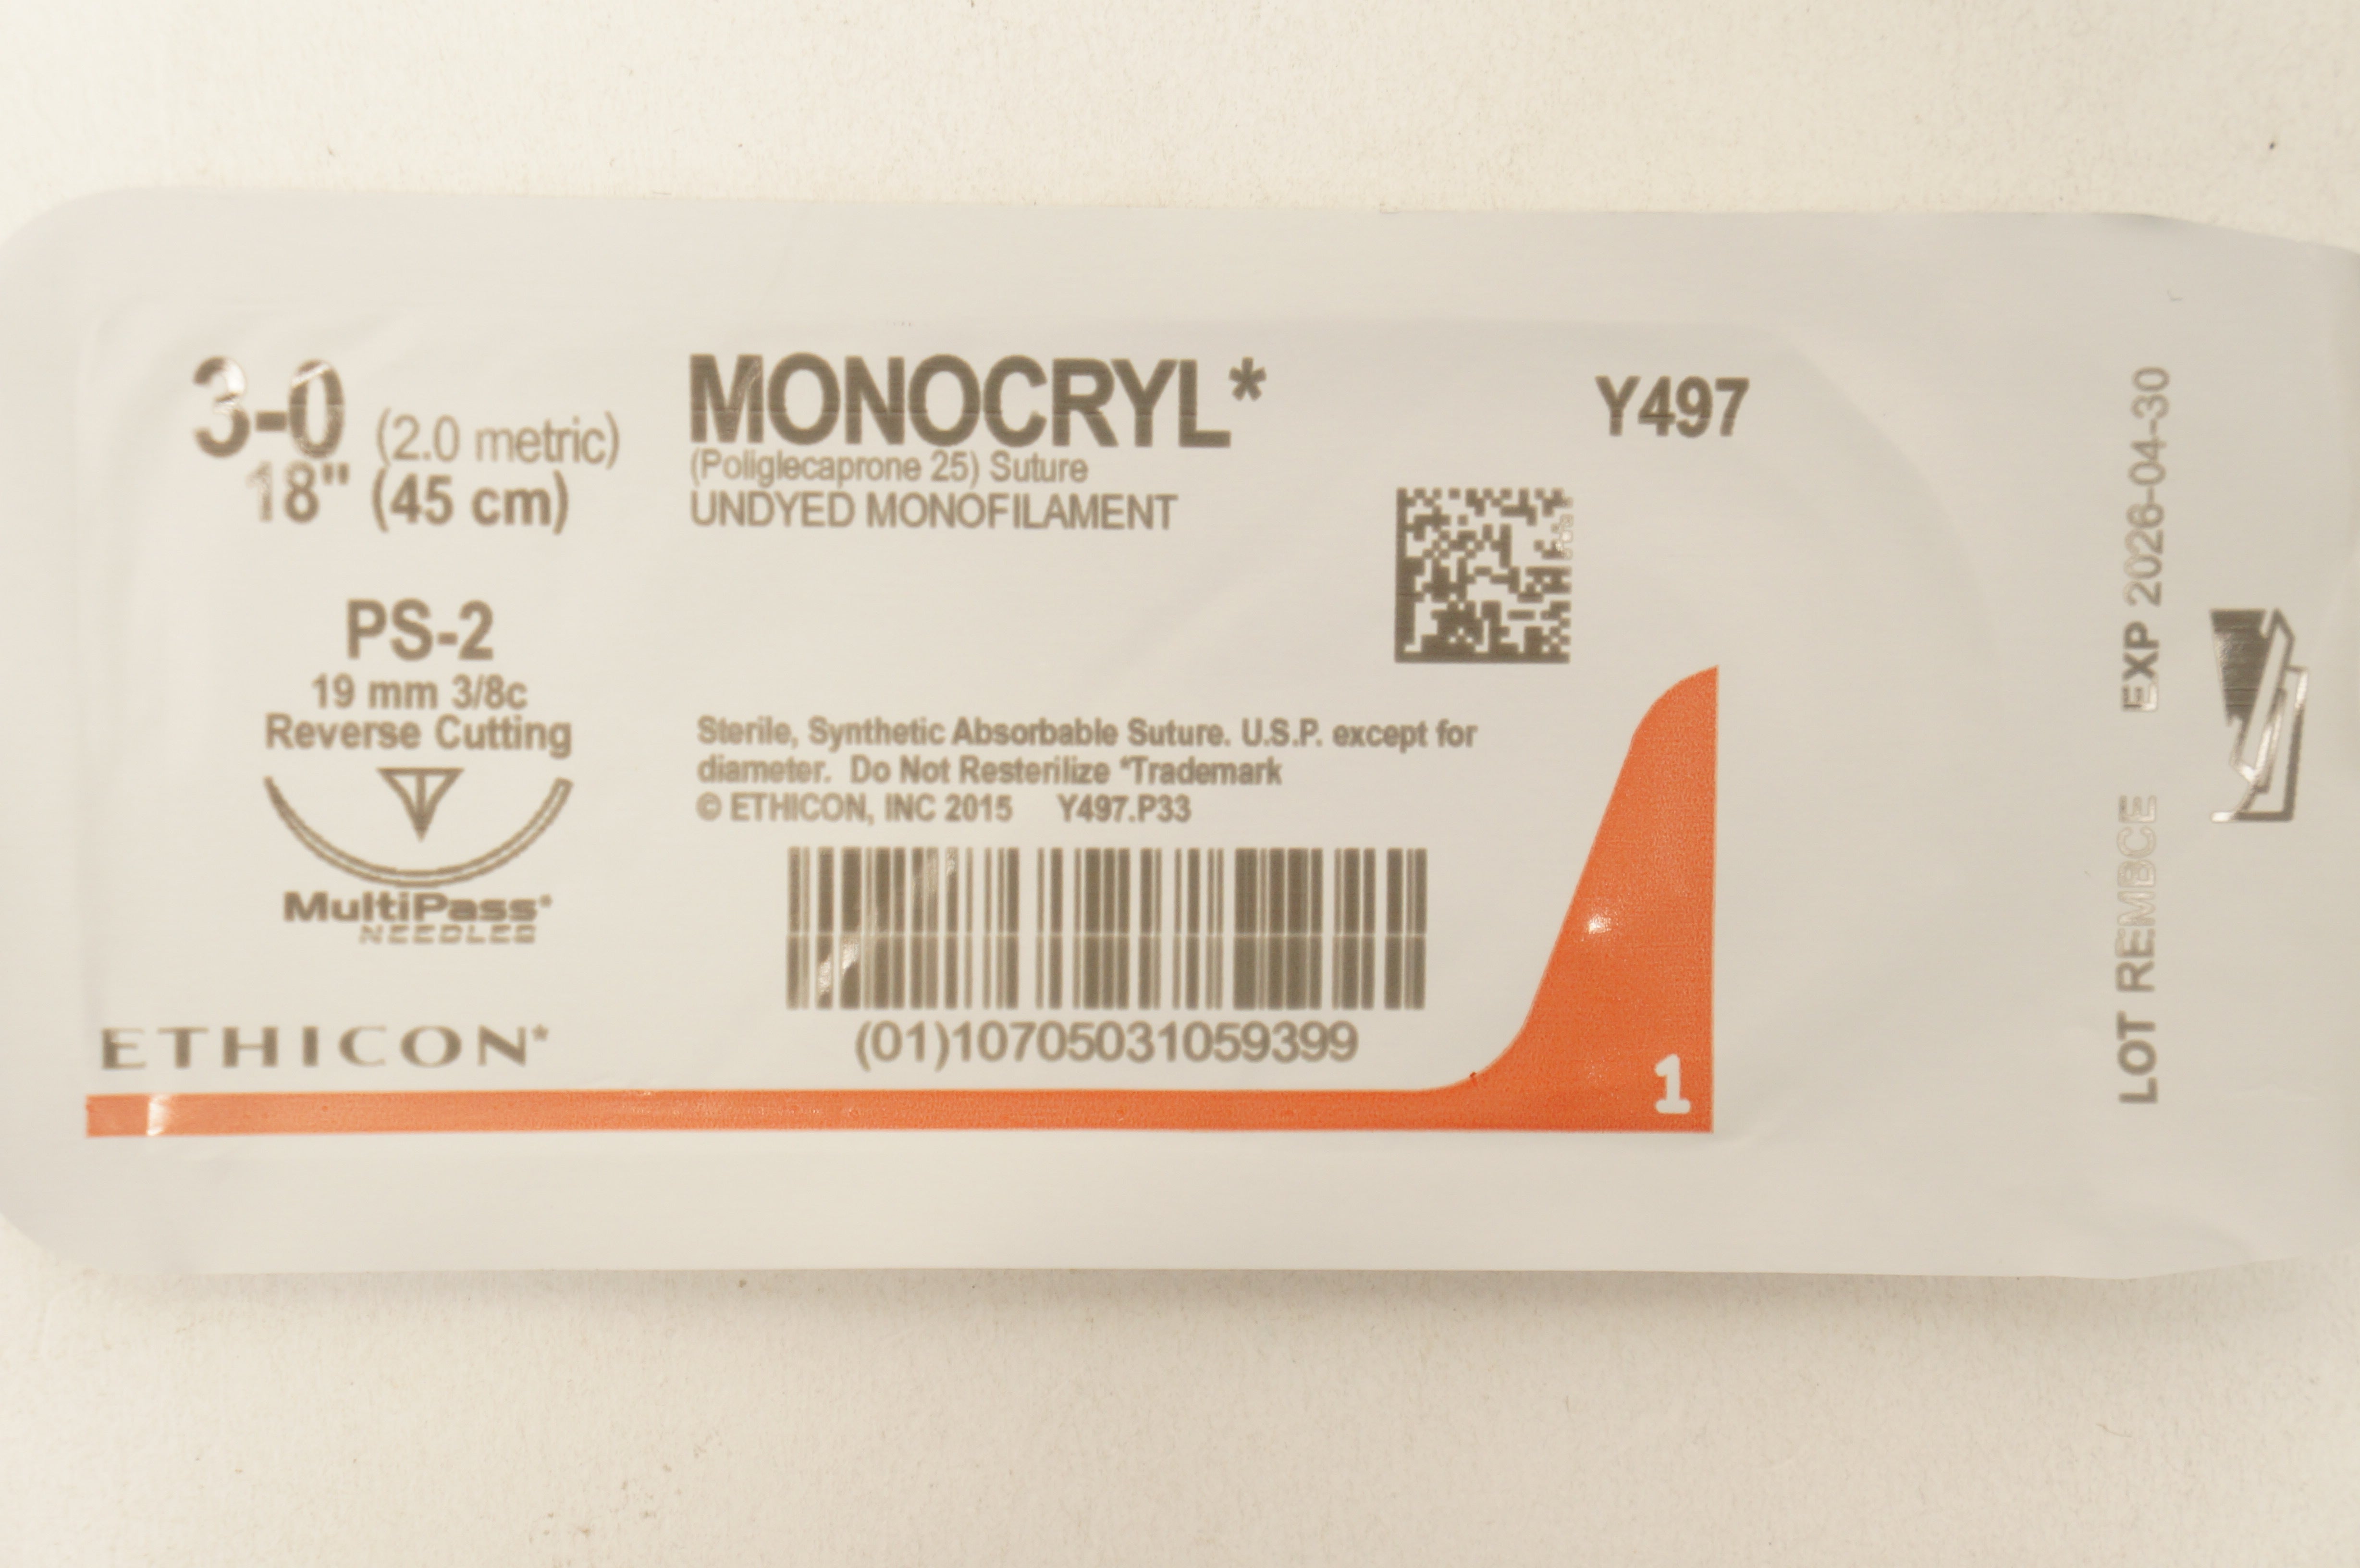 3-0 (2.0 metric)
18" (45 cm)
MONOCRYL*
(Poliglecaprone 25) Suture
UNDYED MONOFILAMENT
Y497
PS-2
19 mm 3/8c
Reverse Cutting
MultiPass*
NEEDLES
ETHICON*
Sterile, Synthetic Absorbable Suture. U.S.P. except for
diameter. Do Not Resterilize *Trademark
© ETHICON, INC 2015 Y497.P33
(01)10705031059399
1
LOT REMBCE EXP 2026-04-30